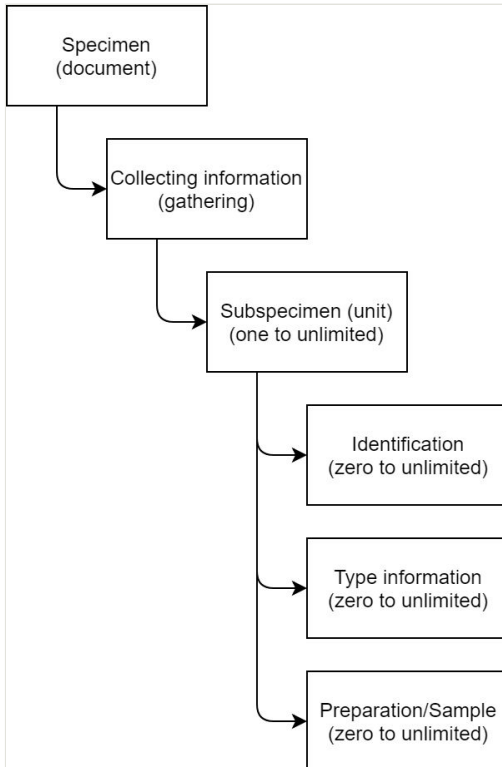 Specimen
(document)
Collecting information
(gathering)
Subspecimen (unit)
(one to unlimited)
Identification
(zero to unlimited)
Type information
(zero to unlimited)
Preparation/Sample
(zero to unlimited)